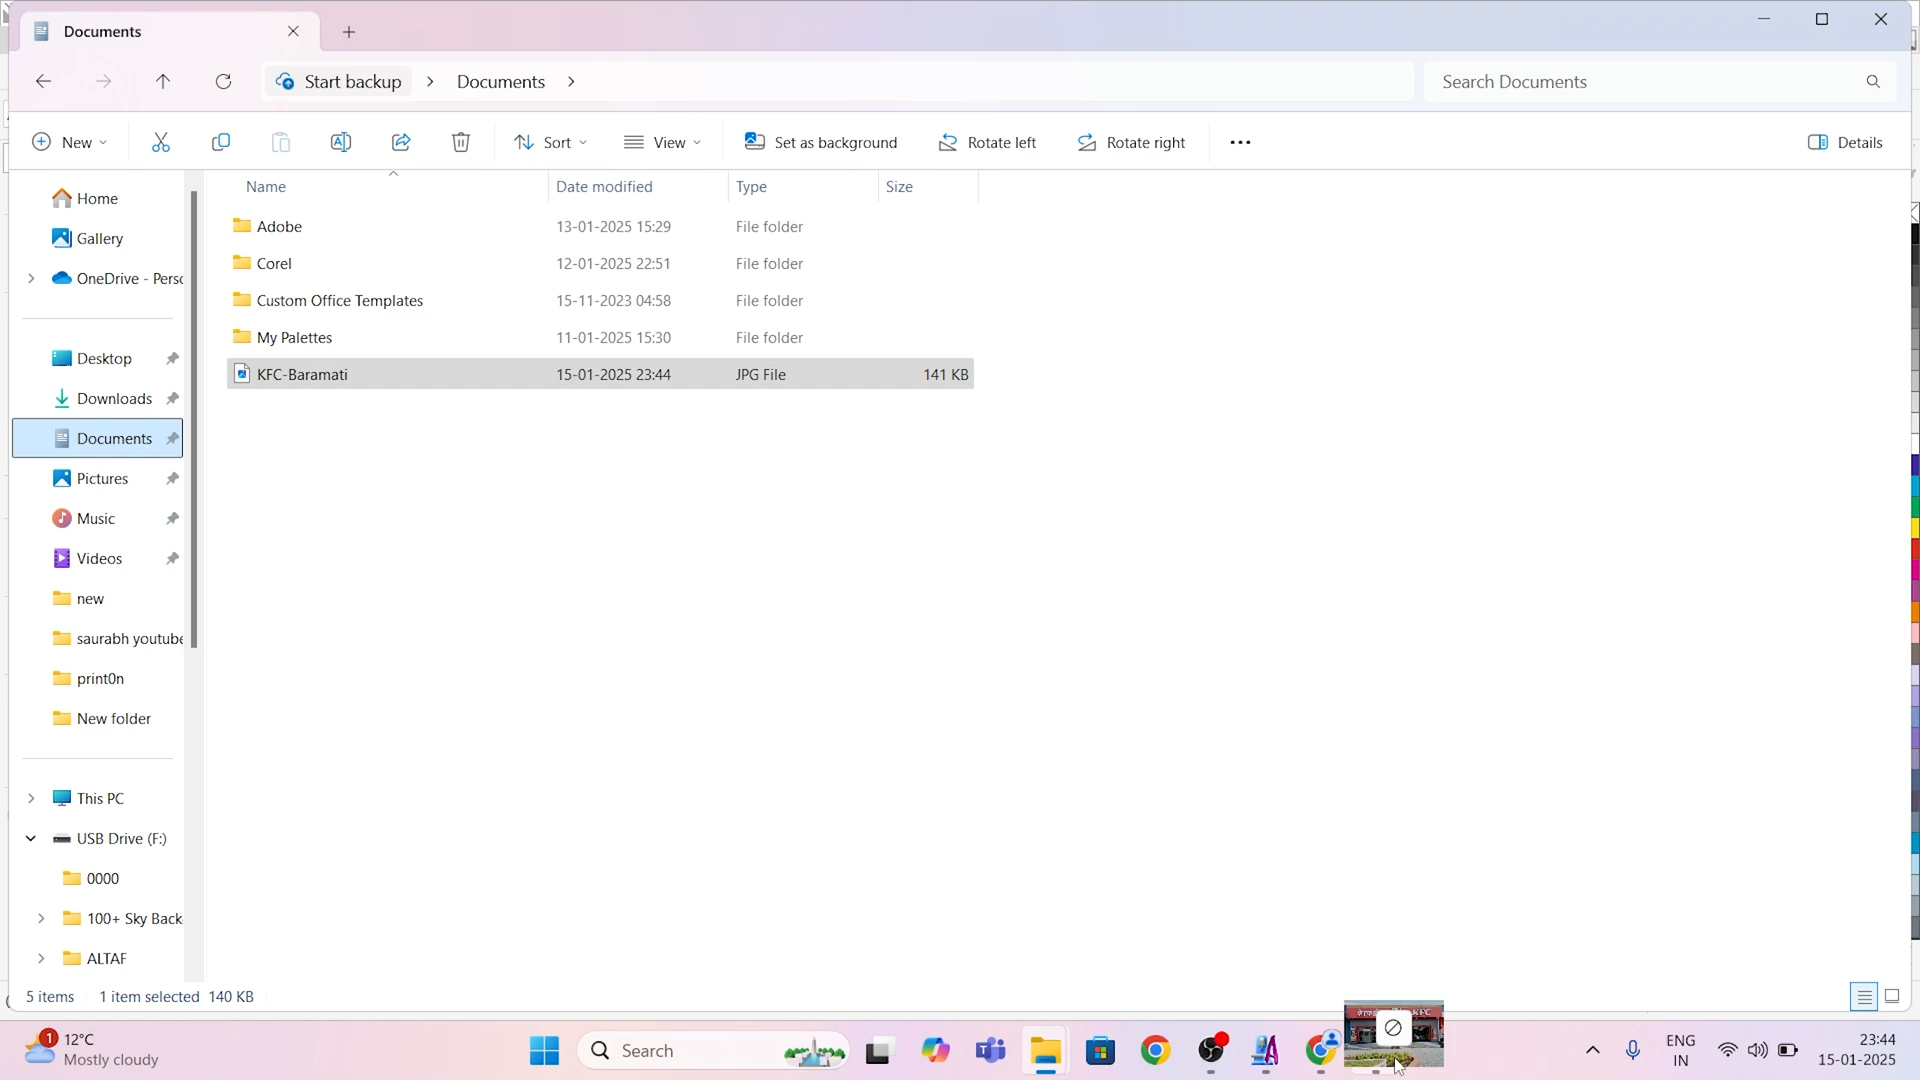 Documents
Start backup > Documents >
Search Documents
New
Sort
View
Set as background
Rotate left
Rotate right
Details
Name
Date modified
Type
Size
Adobe 13-01-2025 15:29 File folder
Corel 12-01-2025 22:51 File folder
Custom Office Templates 15-11-2023 04:58 File folder
My Palettes 11-01-2025 15:30 File folder
KFC-Baramati 15-01-2025 23:44 JPG File 141 KB
Home
Gallery
OneDrive - Perso
Desktop
Downloads
Documents
Pictures
Music
Videos
new
saurabh youtube
print0n
New folder
This PC
USB Drive (F:)
0000
100+ Sky Back
ALTAF
5 items 1 item selected 140 KB
1
12°C
Mostly cloudy
Search
ENG
IN
23:44
15-01-2025